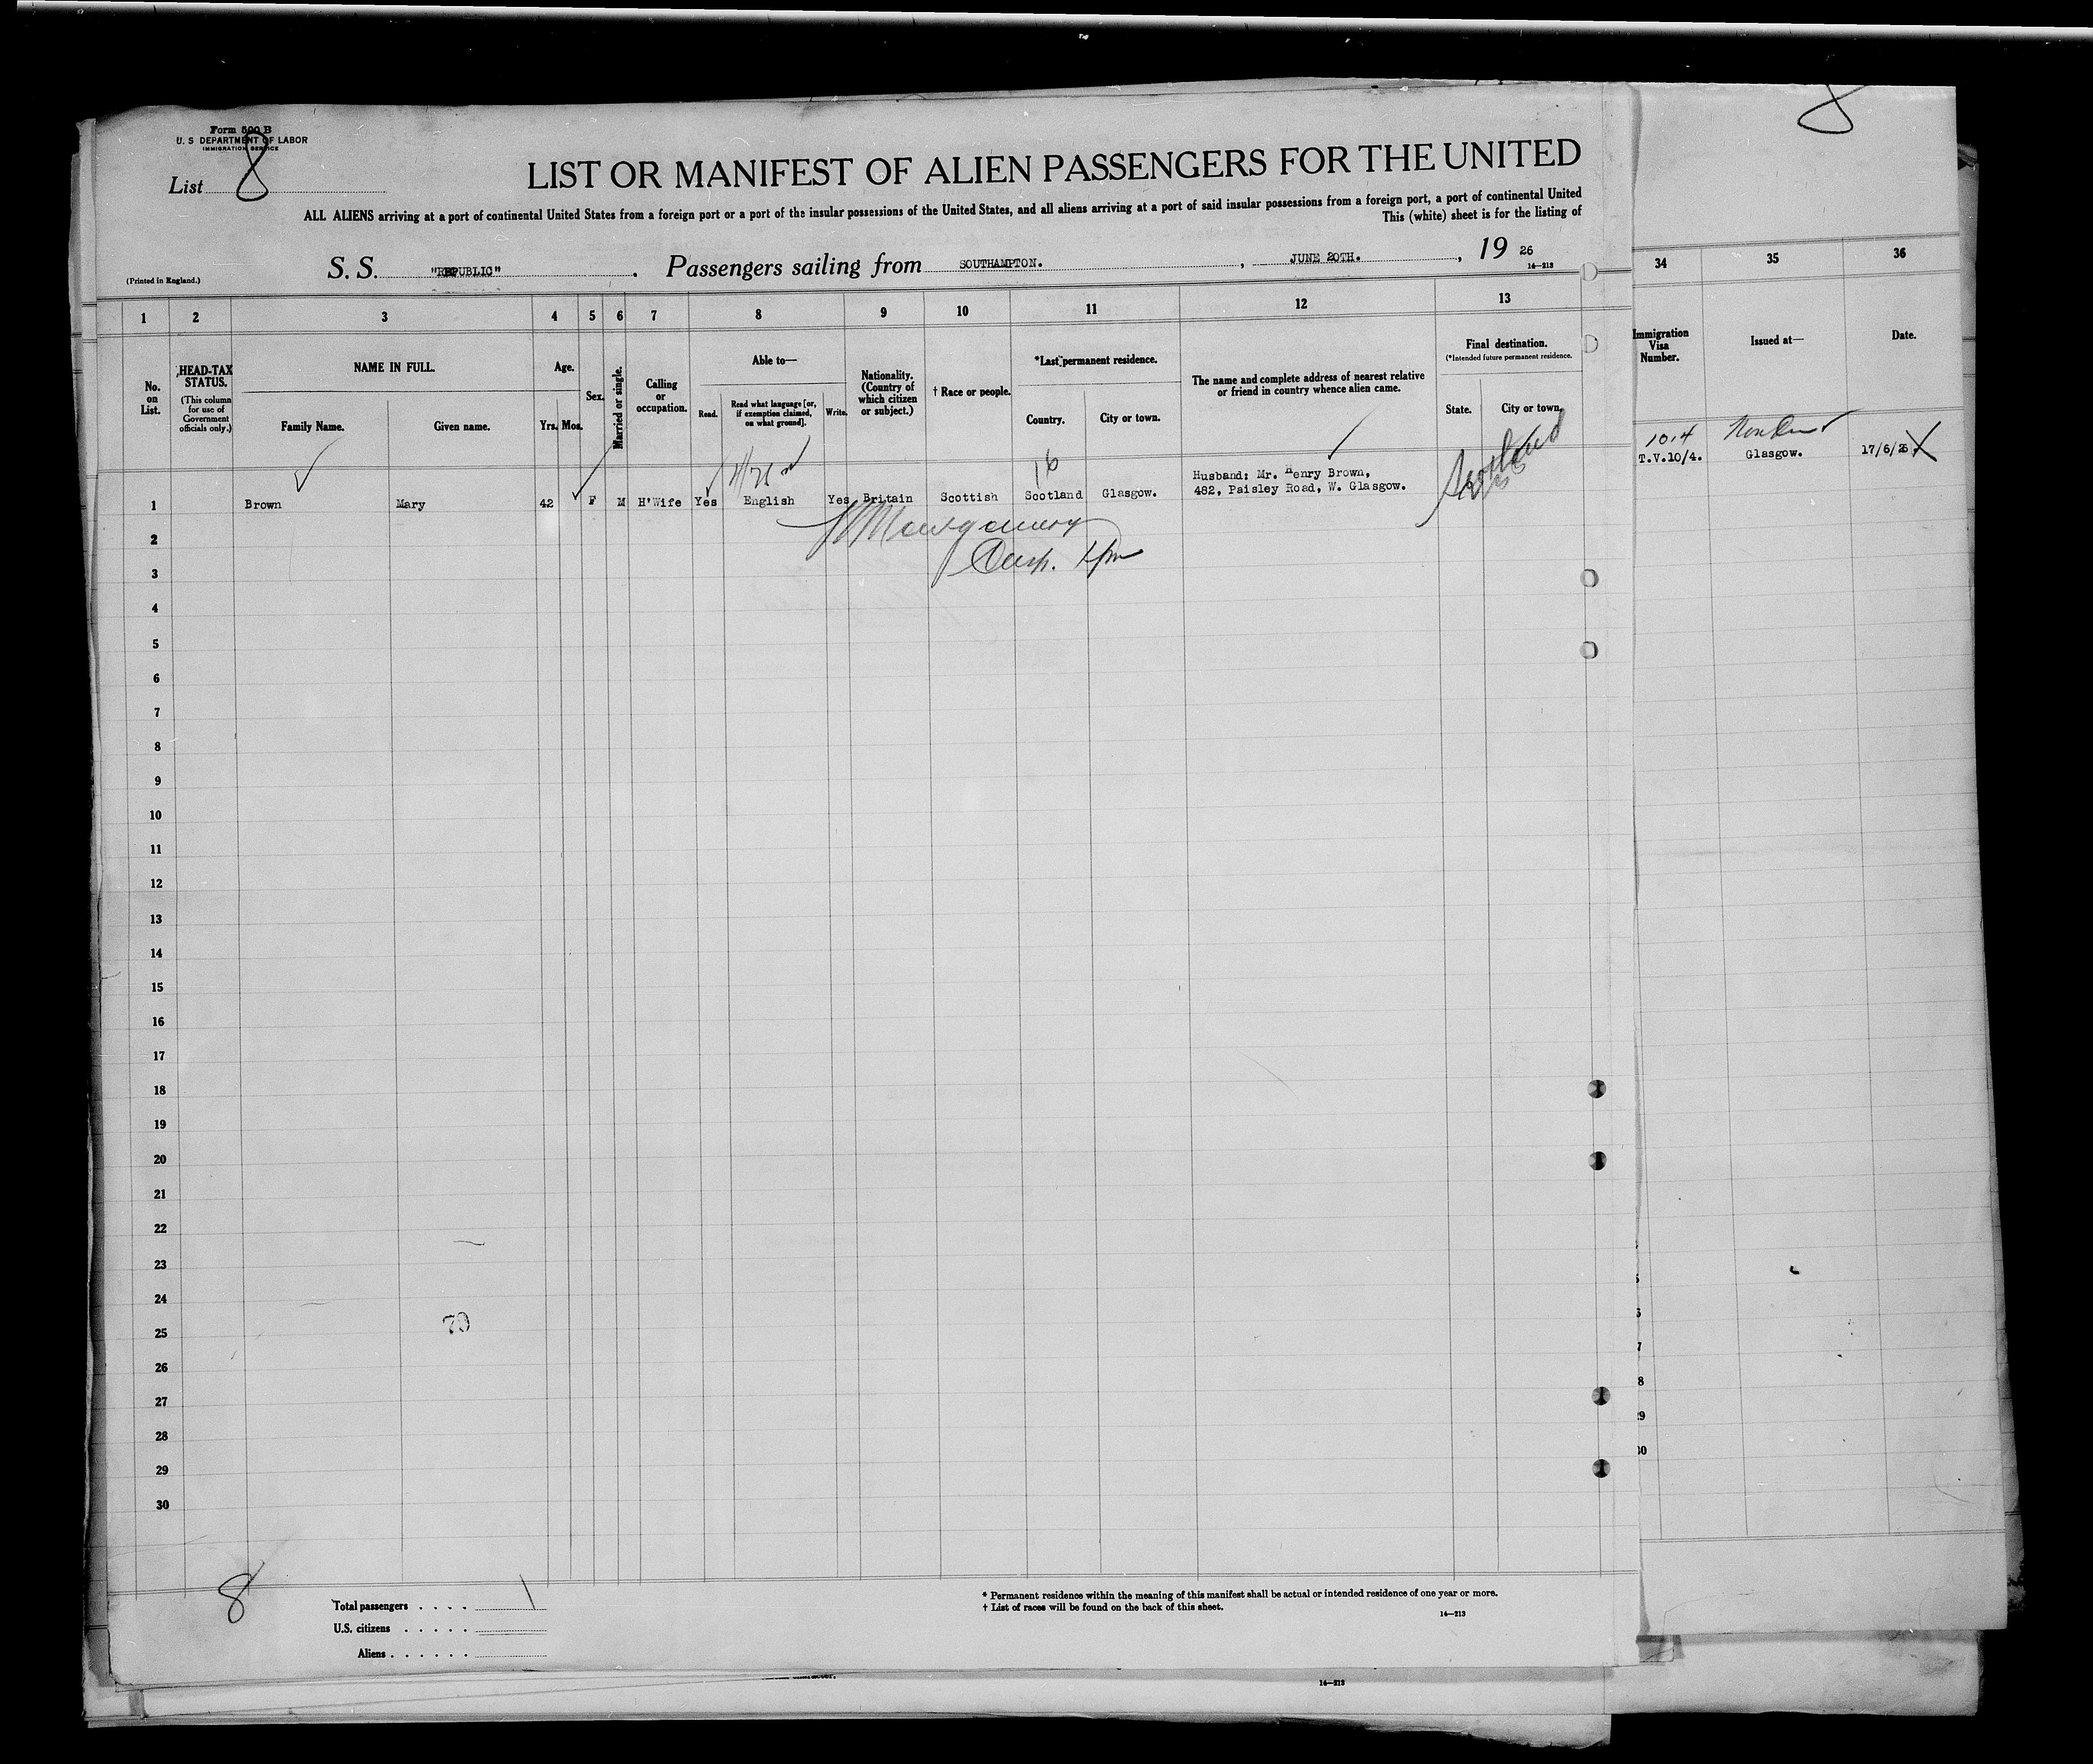 Form 500 B
U. S DEPARTMENT OF LABOR
IMMIGRATION SERVICE
List 8
8
LIST OR MANIFEST OF ALIEN PASSENGERS FOR THE UNITED
ALL ALIENS arriving at a port of continental United States from a foreign port or a port of the insular possessions of the United States, and all aliens arriving at a port of said insular possessions from a foreign port, a port of continental United
This (white) sheet is for the listing of
(Printed in England.)
S. S. "REPUBLIC" . Passengers sailing from SOUTHAMPTON. , JUNE 20TH. , 19 26
14—213
1 2 3 4 5 6 7 8 9 10 11 12 13 34 35 36
No. on List.
HEAD-TAX STATUS.
(This column for use of Government officials only.)
NAME IN FULL.
Family Name. Given name.
Age.
Yrs. Mos.
Sex.
Married or single.
Calling or occupation.
Able to—
Read. Read what language [or, if exemption claimed, on what ground]. Write.
Nationality. (Country of which citizen or subject.)
† Race or people.
*Last permanent residence.
Country. City or town.
The name and complete address of nearest relative or friend in country whence alien came.
Final destination.
(*Intended future permanent residence.
State. City or town.
Immigration Visa Number.
Issued at—
Date.
16
1014
Scotland
Husband: Mr. Henry Brown,
1 Brown Mary 42 F M H'Wife Yes English Yes Britain Scottish Scotland Glasgow. 482, Paisley Road, W. Glasgow.
T.V.10/4. Glasgow. 17/6/26
Montgomery
2
3
4
5
6
7
8
9
10
11
12
13
14
15
16
17
18
19
20
21
22
23
24
25
26
27
28
29
30
79
8
Total passengers . . . . 1
U.S. citizens . . . . .
Aliens . . . . . .
* Permanent residence within the meaning of this manifest shall be actual or intended residence of one year or more.
† List of races will be found on the back of this sheet.
14—213
14—213